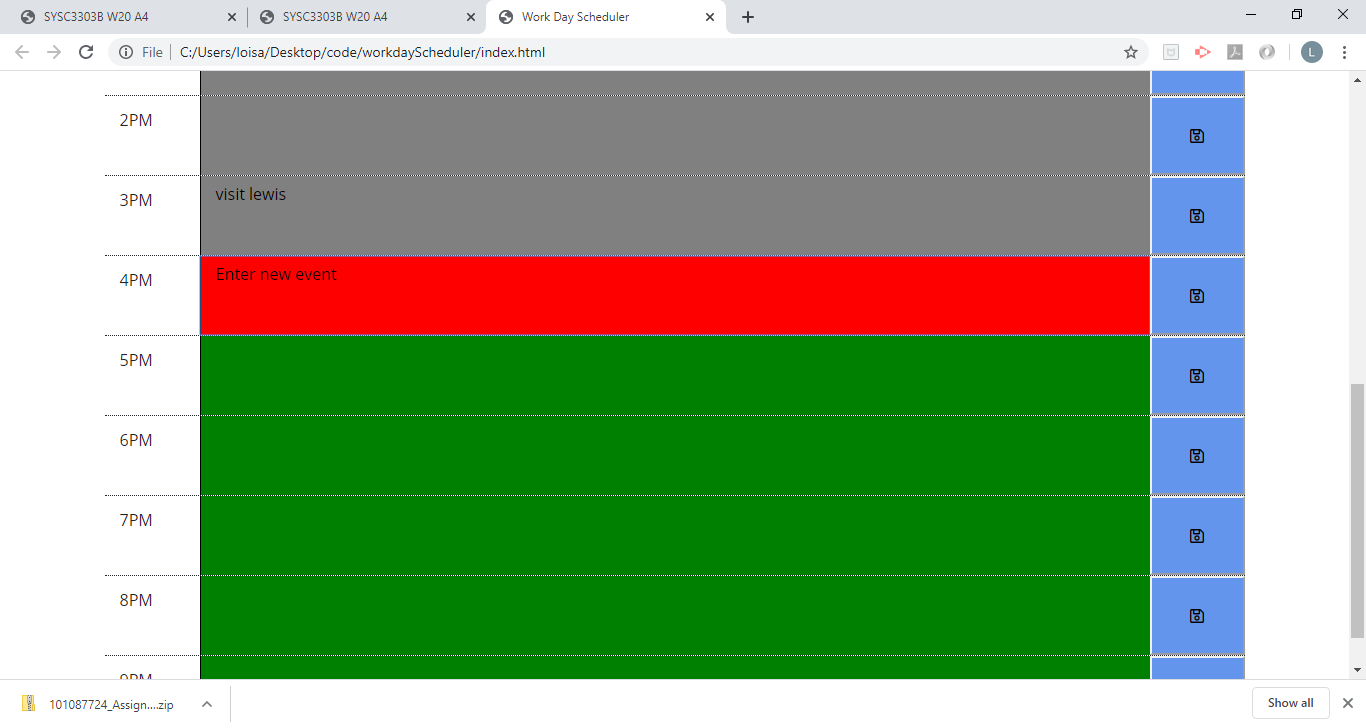 SYSC3303B W20 A4
SYSC3303B W20 A4
Work Day Scheduler
File
C:/Users/loisa/Desktop/code/workdayScheduler/index.html
L
2PM
3PM
visit lewis
4PM
Enter new event
5PM
6PM
7PM
8PM
9PM
101087724_Assign....zip
Show all